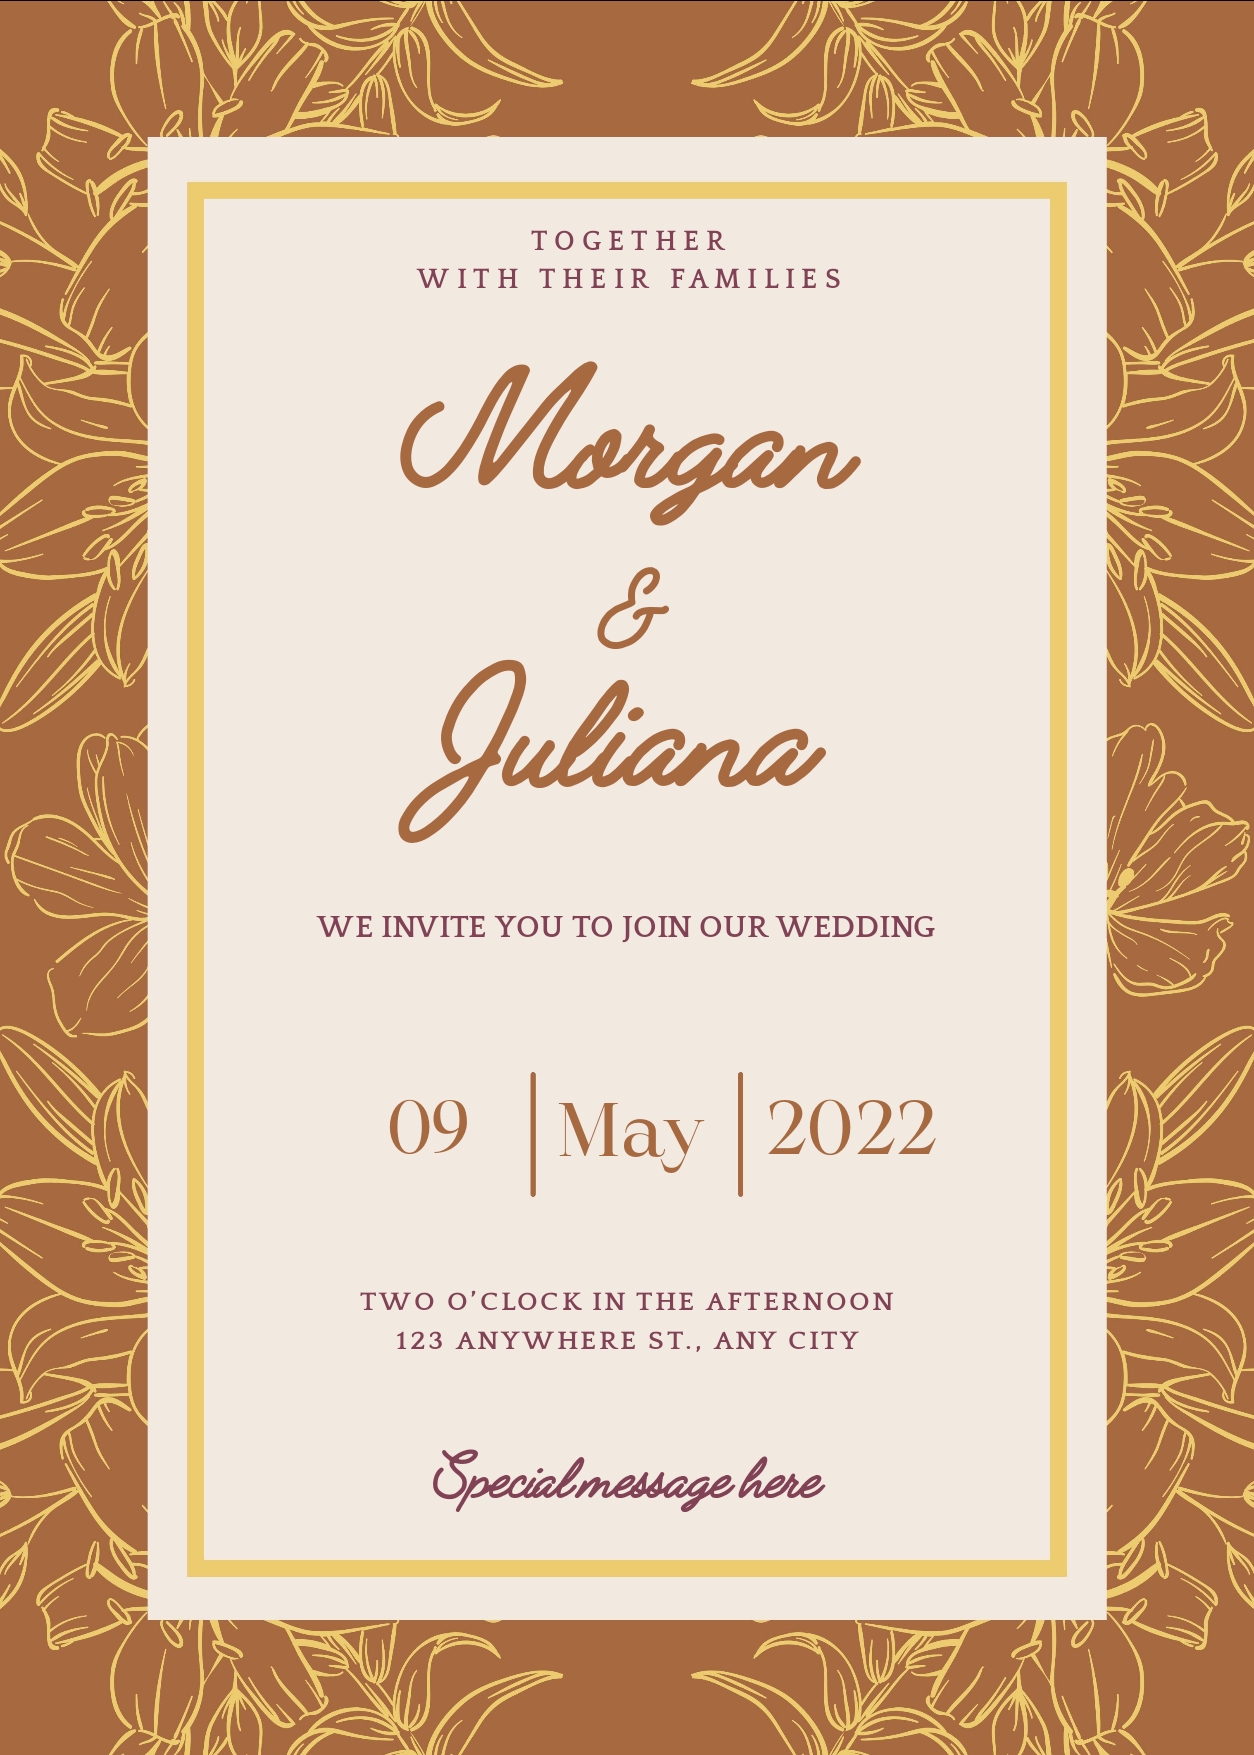 TOGETHER
WITH THEIR FAMILIES
Morgan
&
Juliana
WE INVITE YOU TO JOIN OUR WEDDING
09 | May | 2022
TWO O'CLOCK IN THE AFTERNOON
123 ANYWHERE ST., ANY CITY
Special message here